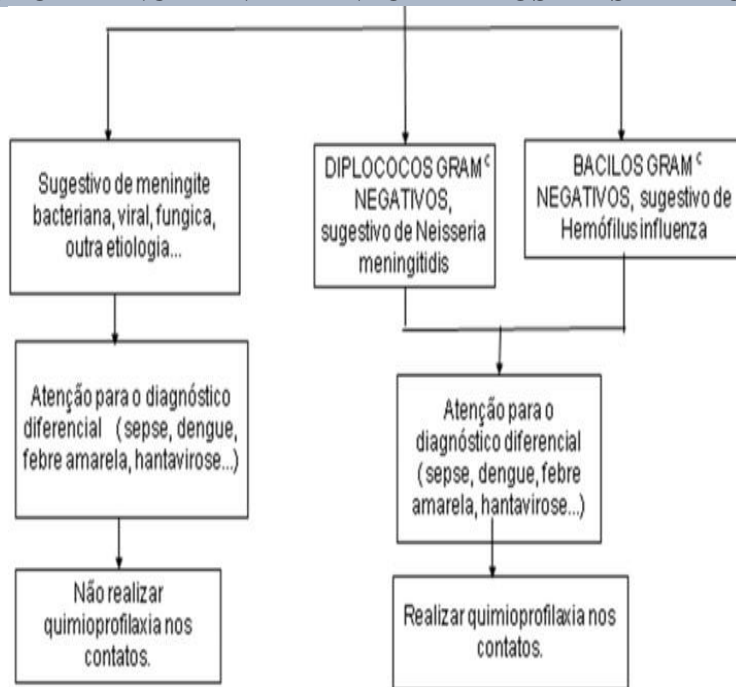 Sugestivo de meningite
bacteriana, viral, fungica,
outra etiologia...
DIPLOCOCOS GRAM c
NEGATIVOS,
sugestivo de Neisseria
meningitidis
BACILOS GRAM c
NEGATIVOS, sugestivo de
Hemófilus influenza
Atenção para o diagnóstico
diferencial (sepse, dengue,
febre amarela, hantavirose...)
Atenção para o
diagnóstico diferencial
(sepse, dengue, febre
amarela, hantavirose...)
Não realizar
quimioprofilaxia nos
contatos.
Realizar quimioprofilaxia nos
contatos.